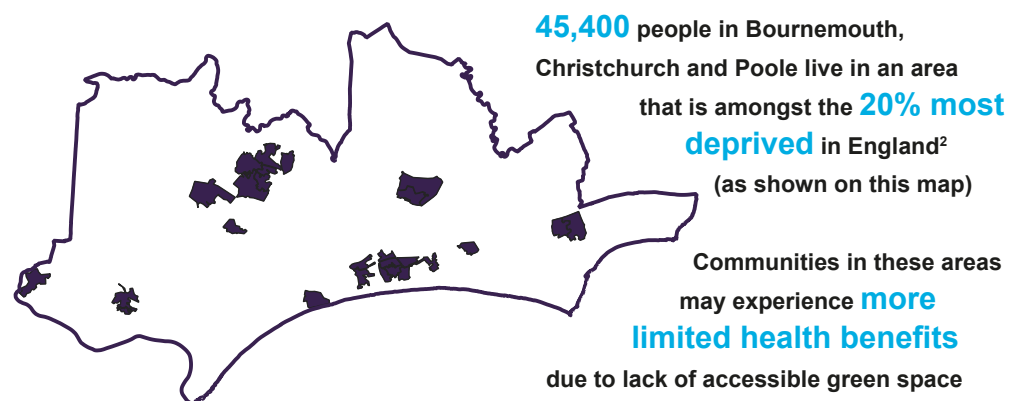 45,400 people in Bournemouth,
Christchurch and Poole live in an area
that is amongst the 20% most
deprived in England²
(as shown on this map)
Communities in these areas
may experience more
limited health benefits
due to lack of accessible green space